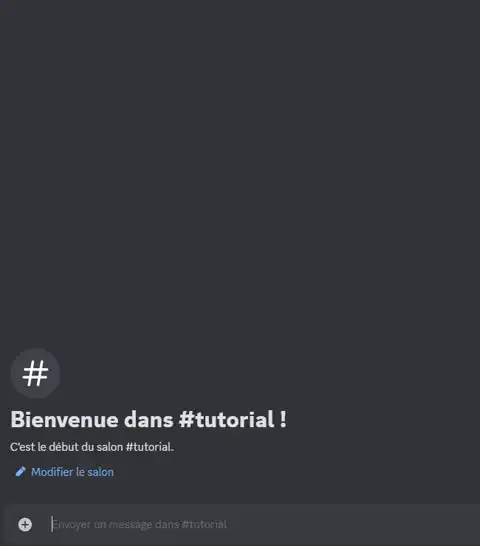 #
Bienvenue dans #tutorial !
C'est le début du salon #tutorial.
Modifier le salon
Envoyer un message dans #tutorial